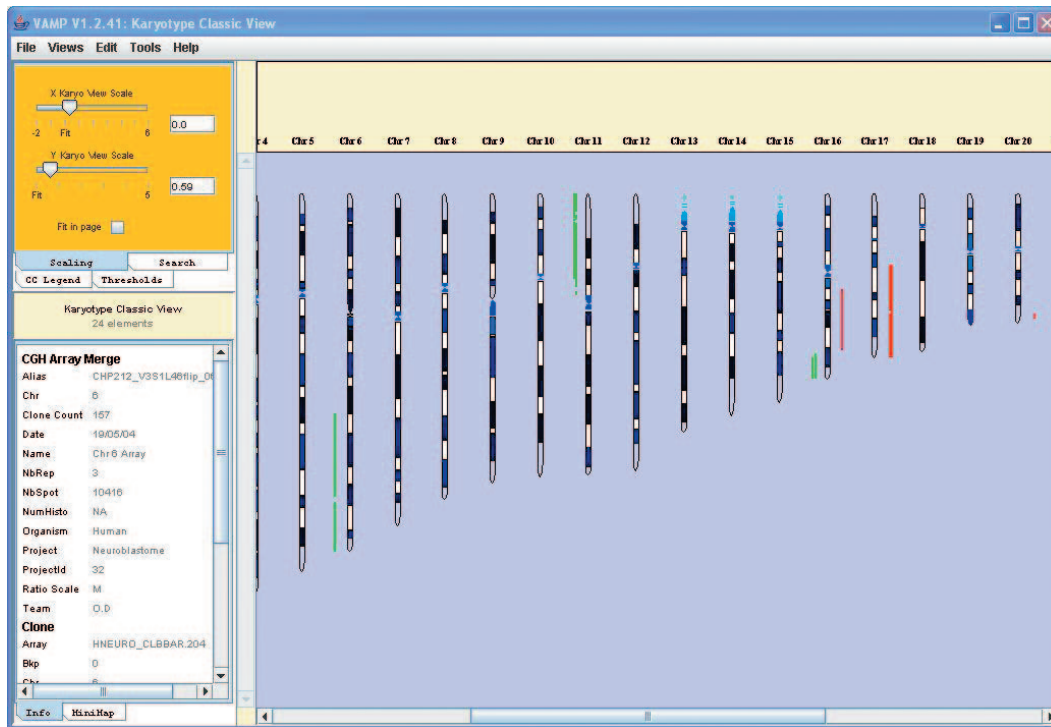 VAMP V1.2.41: Karyotype Classic View
File Views Edit Tools Help
X Karyo View Scale
0.0
-2 Fit 6
Y Karyo View Scale
0.59
Fit 5
Fit in page
Scaling Search
CC Legend Thresholds
Karyotype Classic View
24 elements
CGH Array Merge
Alias CHP212_V3S1L46flip_0
Chr 6
Clone Count 157
Date 19/05/04
Name Chr6 Array
NbRep 3
NbSpot 10416
NumHisto NA
Organism Human
Project Neuroblastome
ProjectId 32
Ratio Scale M
Team O.D
Clone
Array HNEURO_CLBBAR.204
Bkp 0
Chr 6
Info MiniMap
r 4 Chr 5 Chr 6 Chr 7 Chr 8 Chr 9 Chr 10 Chr 11 Chr 12 Chr 13 Chr 14 Chr 15 Chr 16 Chr 17 Chr 18 Chr 19 Chr 20